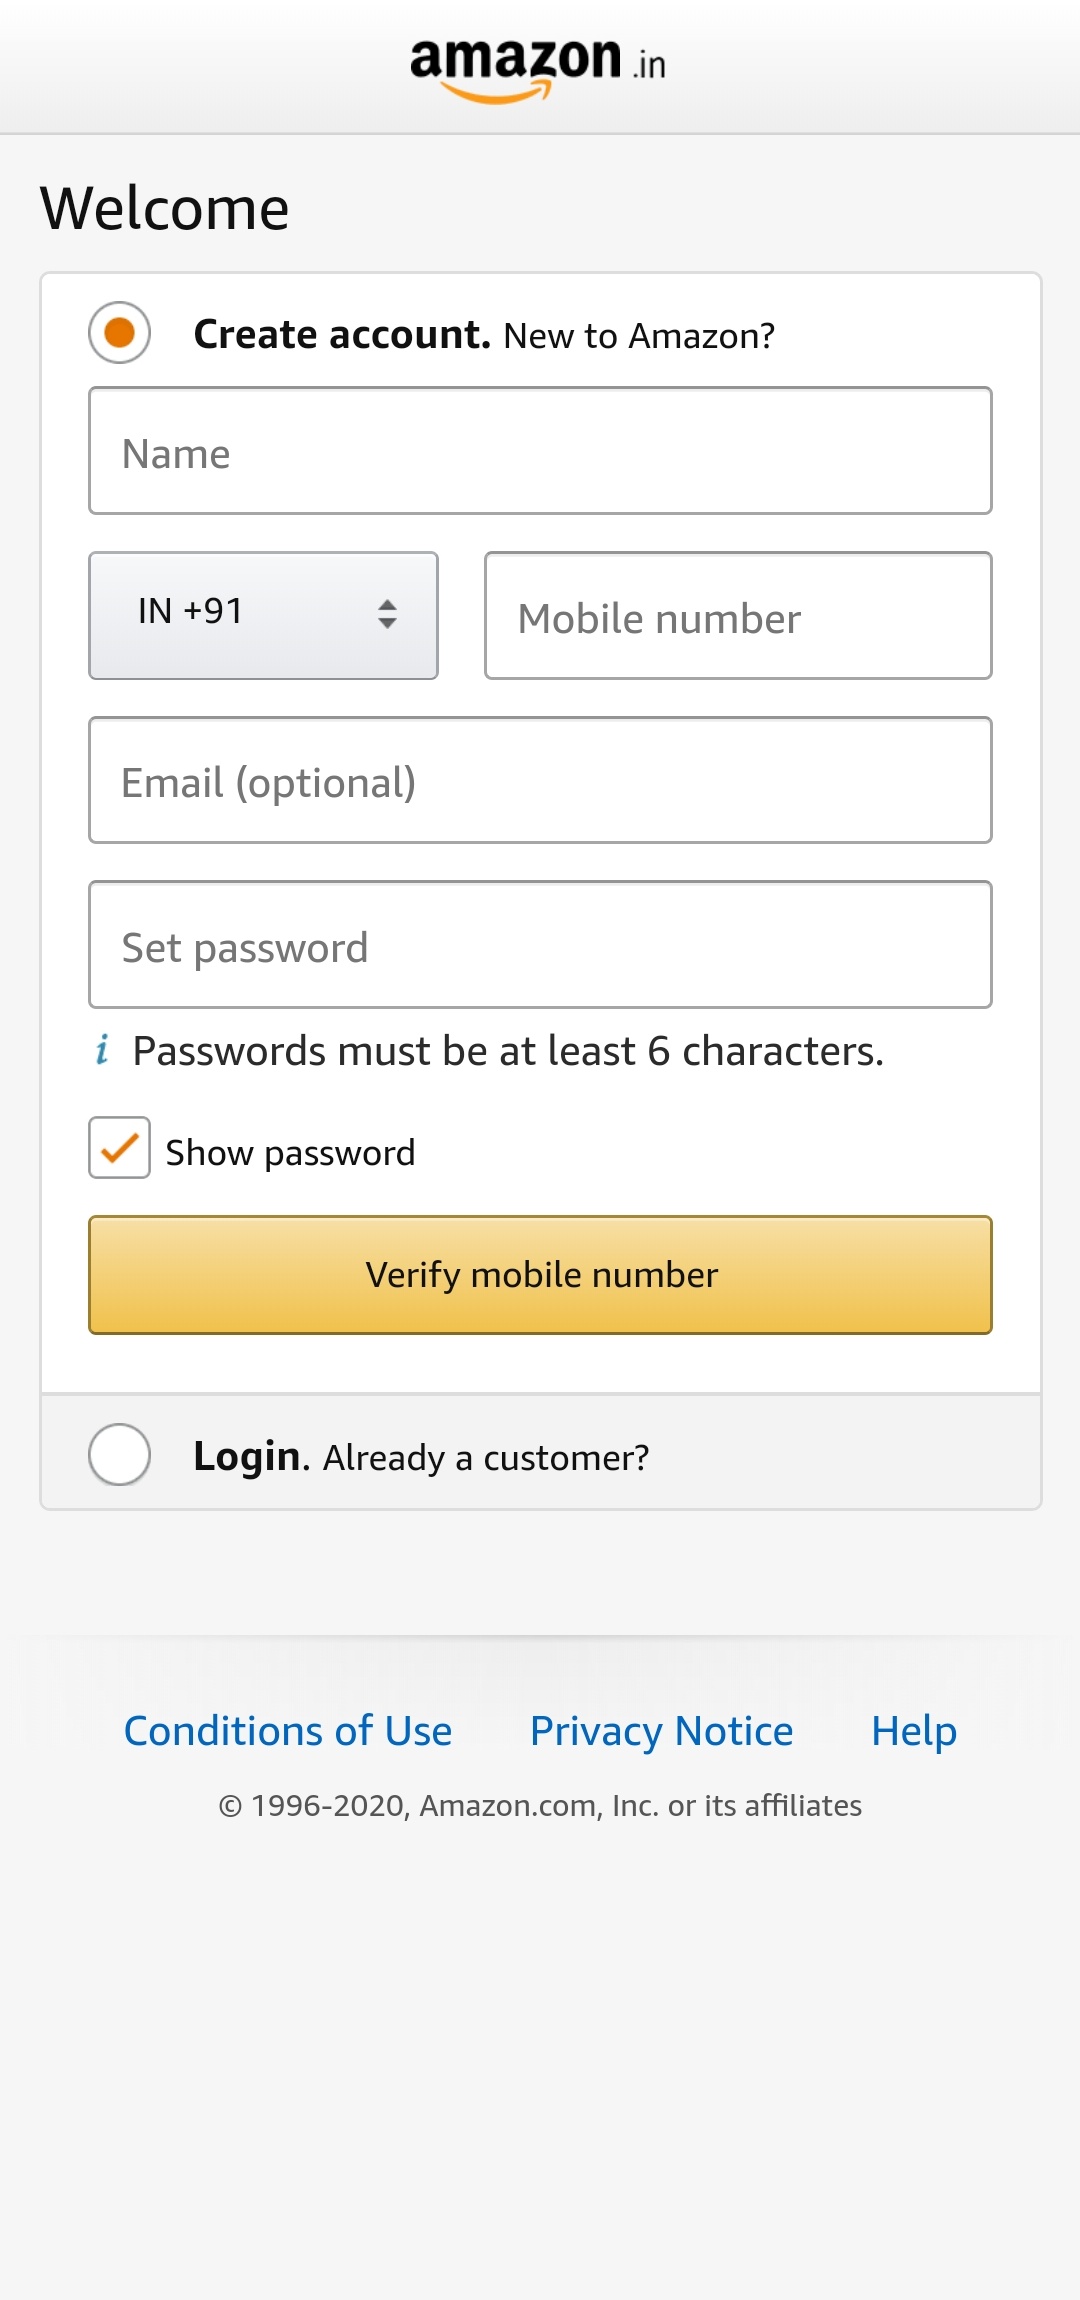 amazon.in
Welcome
Create account. New to Amazon?
Name
IN +91
Mobile number
Email (optional)
Set password
i Passwords must be at least 6 characters.
Show password
Verify mobile number
Login. Already a customer?
Conditions of Use Privacy Notice Help
© 1996-2020, Amazon.com, Inc. or its affiliates